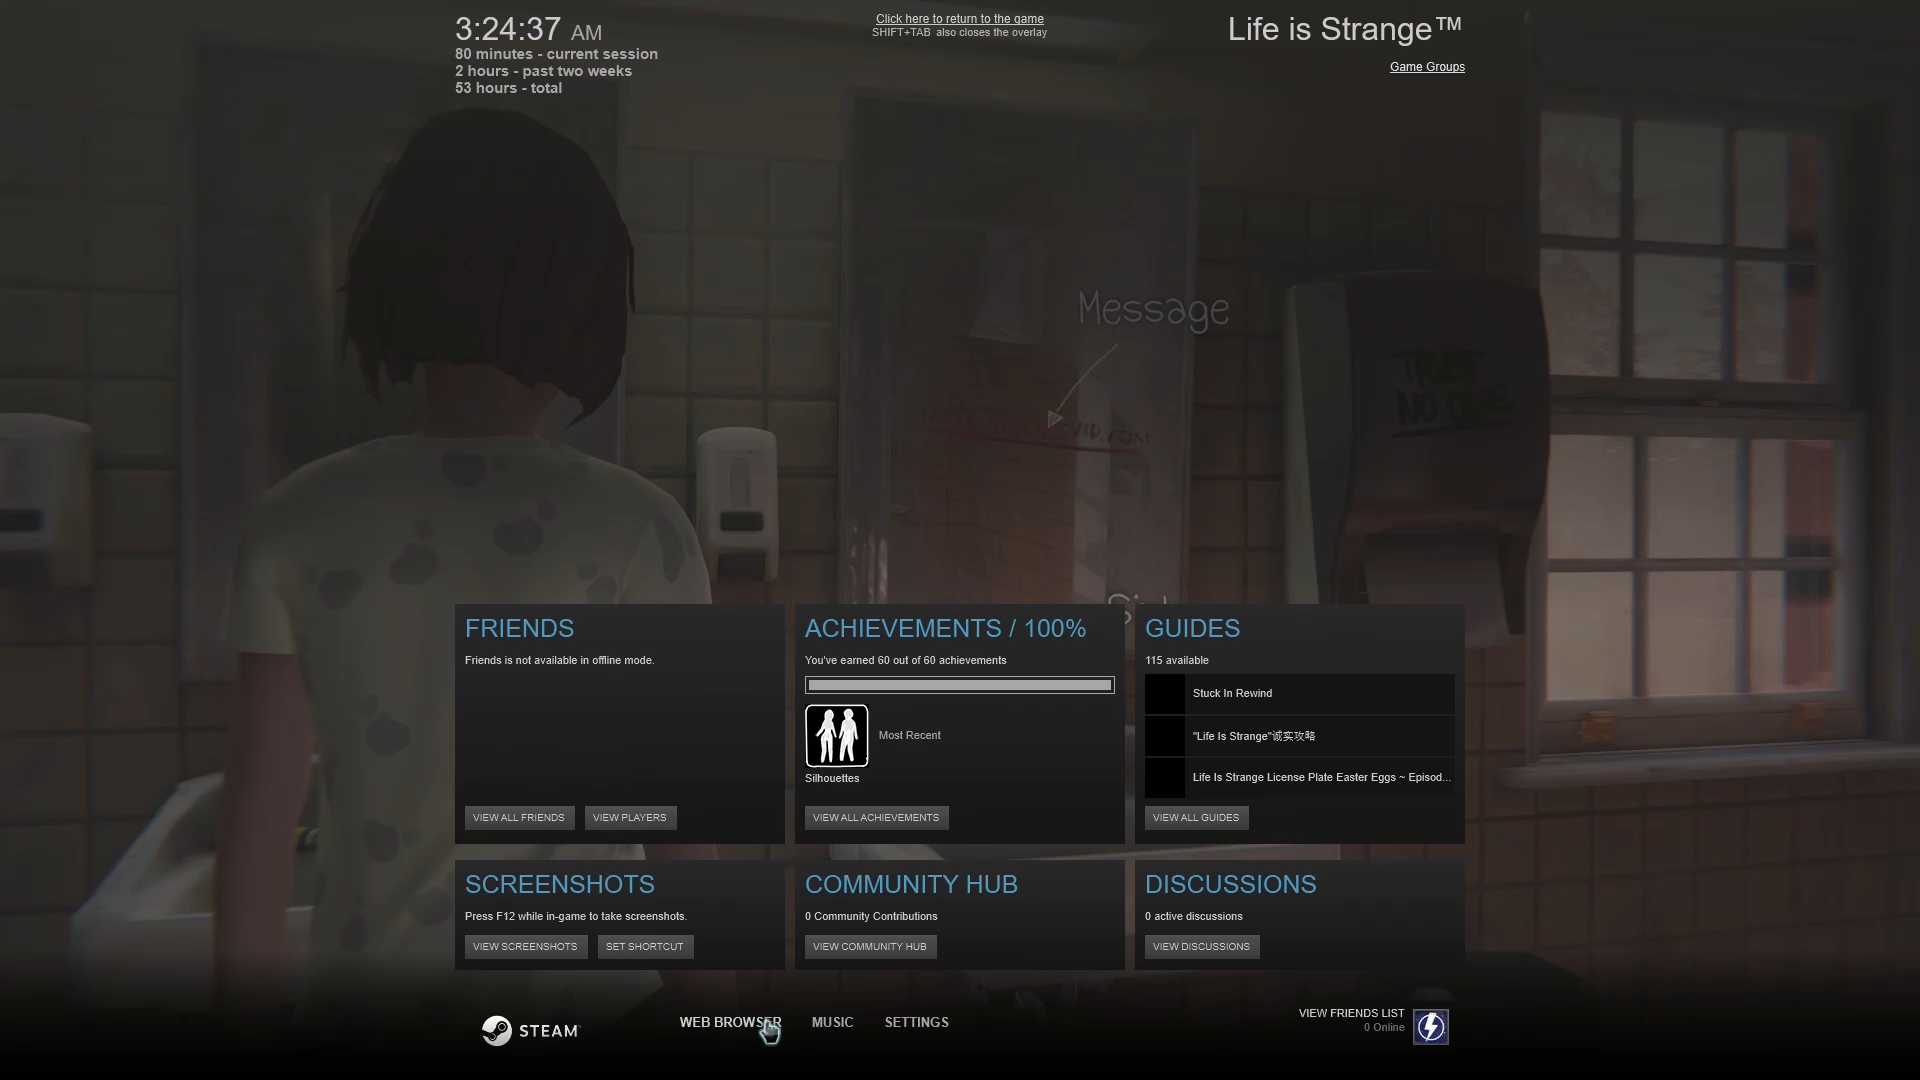 3:24:37 AM
80 minutes - current session
2 hours - past two weeks
53 hours - total
Click here to return to the game
SHIFT+TAB also closes the overlay
Life is Strange™
Game Groups
Message
NO ONE
FRIENDS
Friends is not available in offline mode.
VIEW ALL FRIENDS
VIEW PLAYERS
ACHIEVEMENTS / 100%
You've earned 60 out of 60 achievements
Most Recent
Silhouettes
VIEW ALL ACHIEVEMENTS
GUIDES
115 available
Stuck In Rewind
"Life Is Strange"诚实攻略
Life Is Strange License Plate Easter Eggs ~ Episod...
VIEW ALL GUIDES
SCREENSHOTS
Press F12 while in-game to take screenshots.
VIEW SCREENSHOTS
SET SHORTCUT
COMMUNITY HUB
0 Community Contributions
VIEW COMMUNITY HUB
DISCUSSIONS
0 active discussions
VIEW DISCUSSIONS
STEAM
WEB BROWSER
MUSIC
SETTINGS
VIEW FRIENDS LIST
0 Online